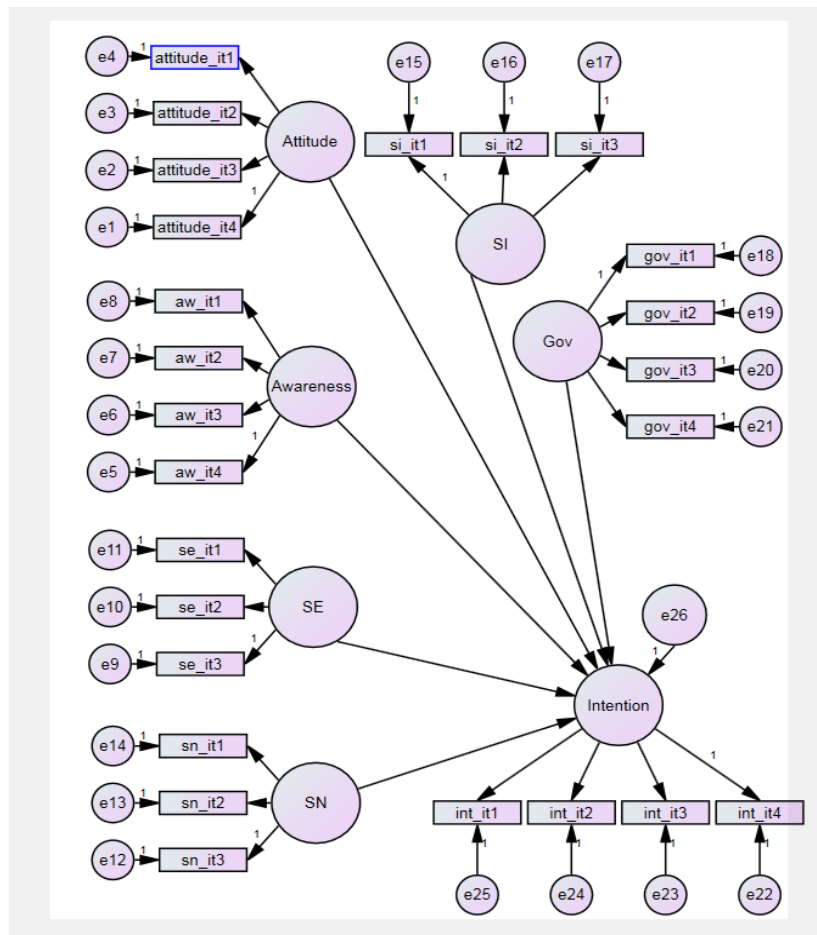 e4 1 attitude_it1
e3 1 attitude_it2
e2 1 attitude_it3
e1 1 attitude_it4
1
Attitude
e15 e16 e17
1 1 1
si_it1 si_it2 si_it3
1
SI
gov_it1 1 e18
gov_it2 1 e19
gov_it3 1 e20
gov_it4 1 e21
1
Gov
e8 1 aw_it1
e7 1 aw_it2
e6 1 aw_it3
e5 1 aw_it4
1
Awareness
e11 1 se_it1
e10 1 se_it2
e9 1 se_it3
1
SE
e14 1 sn_it1
e13 1 sn_it2
e12 1 sn_it3
1
SN
e26
1
Intention
1
int_it1 int_it2 int_it3 int_it4
1 1 1 1
e25 e24 e23 e22